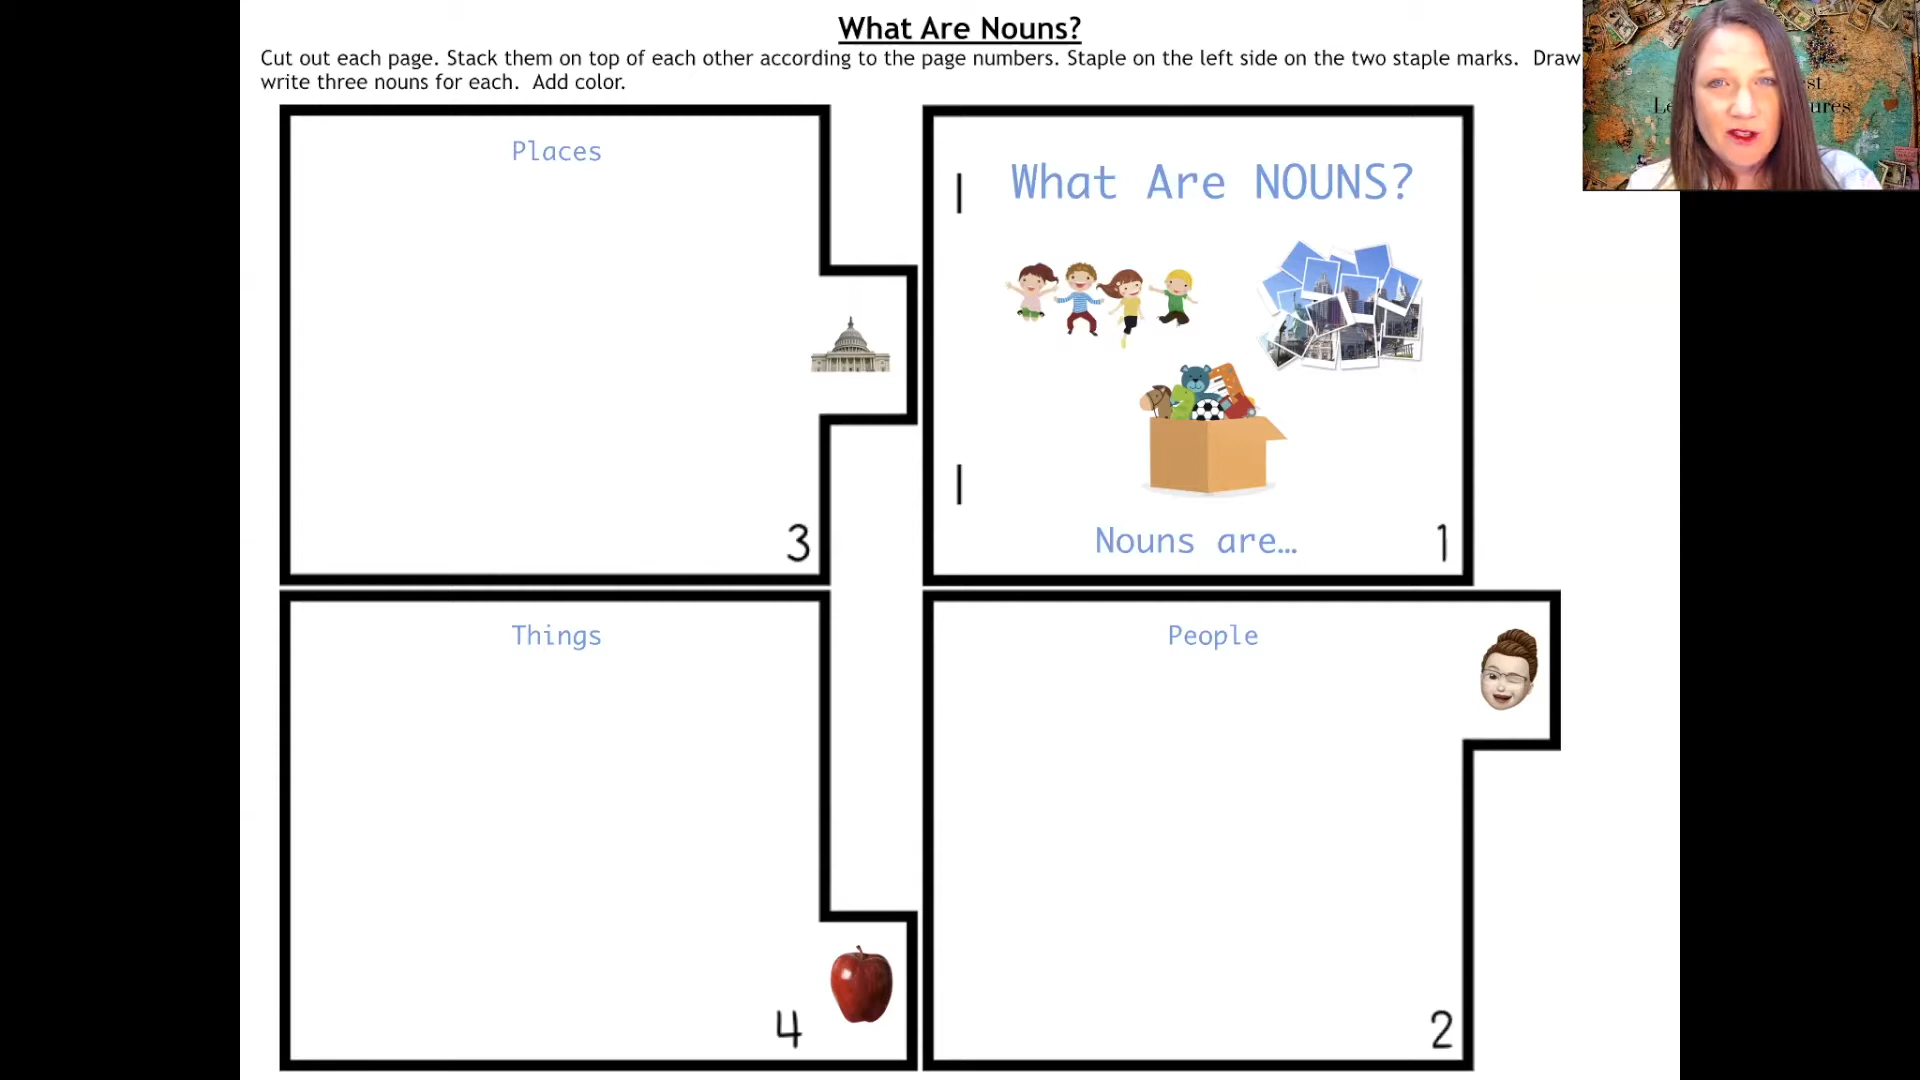 What Are Nouns?
Cut out each page. Stack them on top of each other according to the page numbers. Staple on the left side on the two staple marks. Draw
write three nouns for each. Add color.
Places
3
What Are NOUNS?
Nouns are…
1
Things
4
People
2